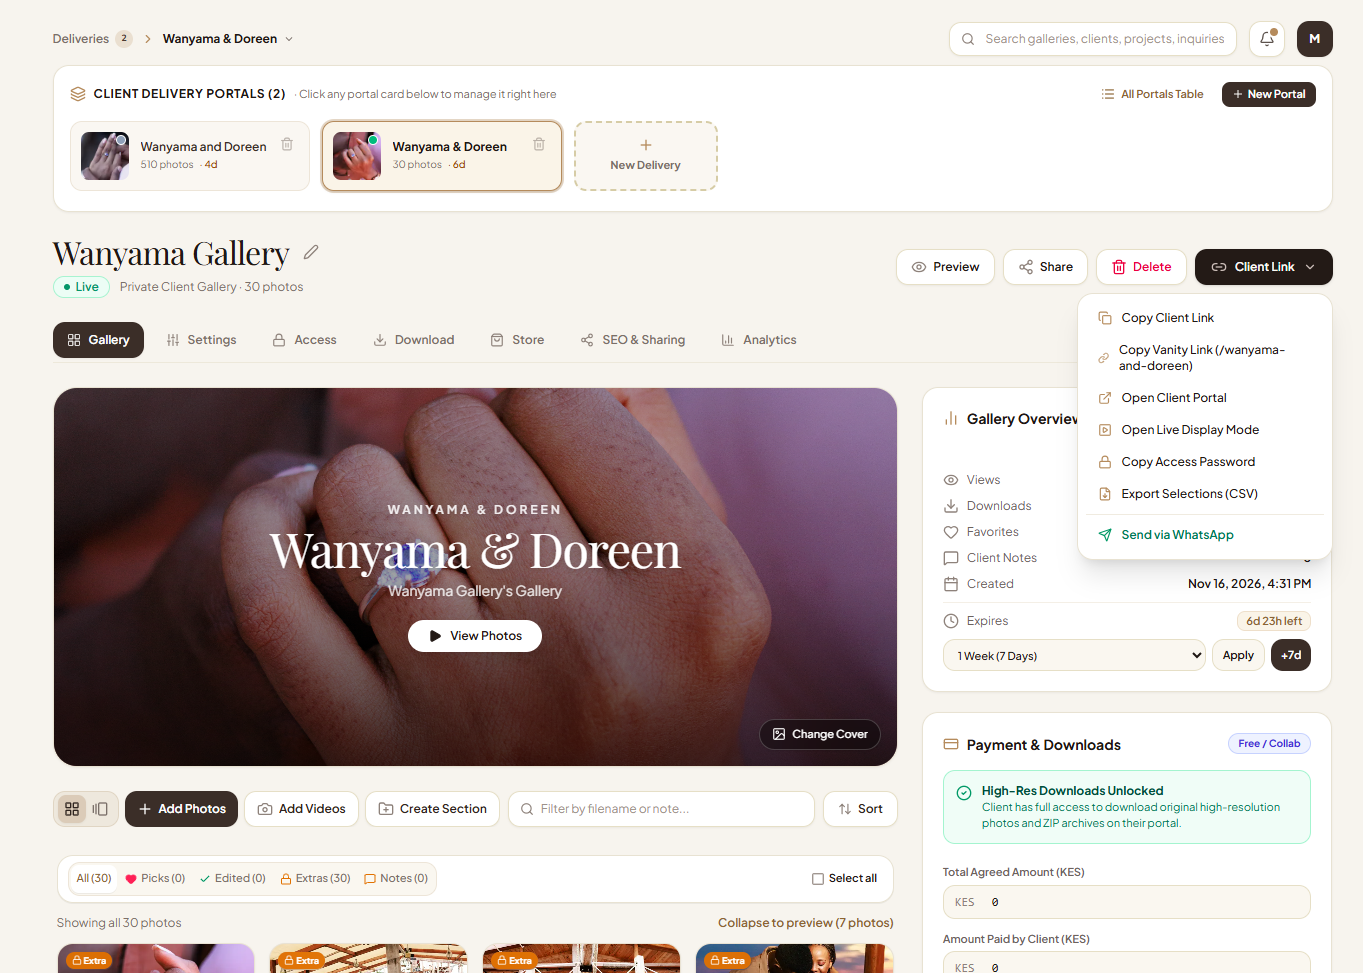 Deliveries 2 > Wanyama & Doreen
Search galleries, clients, projects, inquiries
M
CLIENT DELIVERY PORTALS (2) · Click any portal card below to manage it right here
All Portals Table
+ New Portal
Wanyama and Doreen
510 photos · 4d
Wanyama & Doreen
30 photos · 6d
+
New Delivery
Wanyama Gallery
Live
Private Client Gallery · 30 photos
Preview
Share
Delete
Client Link
Copy Client Link
Copy Vanity Link (/wanyama-
and-doreen)
Open Client Portal
Open Live Display Mode
Copy Access Password
Export Selections (CSV)
Send via WhatsApp
Gallery
Settings
Access
Download
Store
SEO & Sharing
Analytics
WANYAMA & DOREEN
Wanyama & Doreen
Wanyama Gallery's Gallery
View Photos
Change Cover
Gallery Overview
Views
Downloads
Favorites
Client Notes
Created Nov 16, 2026, 4:31 PM
Expires 6d 23h left
1 Week (7 Days)
Apply
+7d
Payment & Downloads
Free / Collab
High-Res Downloads Unlocked
Client has full access to download original high-resolution
photos and ZIP archives on their portal.
Total Agreed Amount (KES)
KES 0
Amount Paid by Client (KES)
KES 0
+ Add Photos
Add Videos
Create Section
Filter by filename or note...
Sort
All (30)
Picks (0)
Edited (0)
Extras (30)
Notes (0)
Select all
Showing all 30 photos
Collapse to preview (7 photos)
Extra
Extra
Extra
Extra